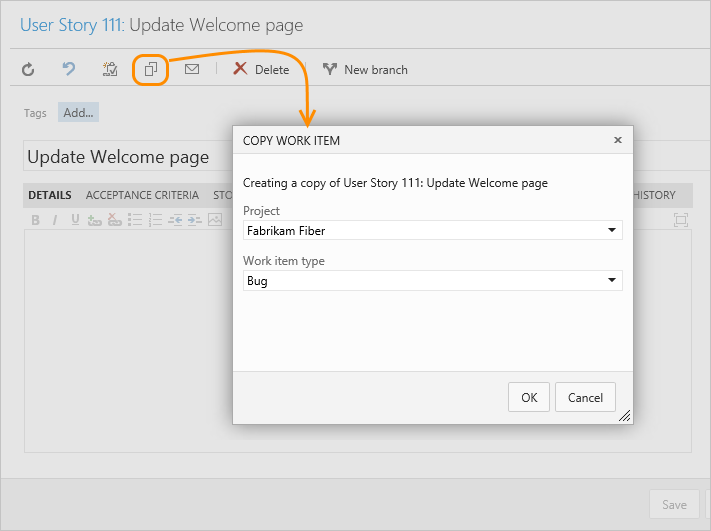 User Story 111: Update Welcome page
Delete New branch
Tags Add...
COPY WORK ITEM
Update Welcome page
Creating a copy of User Story 111: Update Welcome page
DETAILS ACCEPTANCE CRITERIA STO HISTORY
Project
B I U
Fabrikam Fiber
Work item type
Bug
OK Cancel
Save